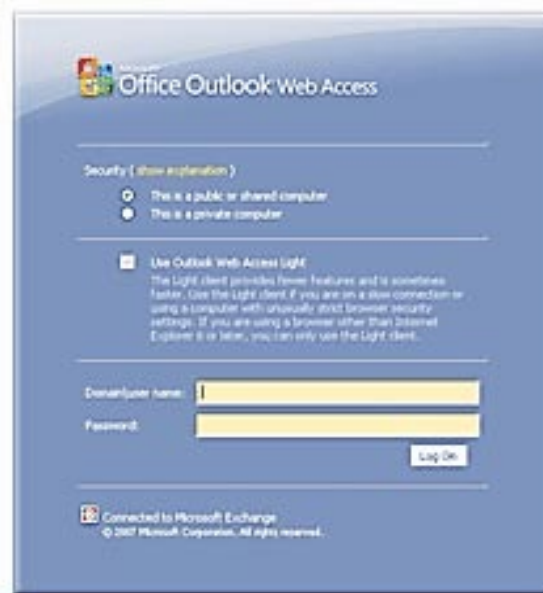 Microsoft
Office Outlook Web Access
Security ( show explanation )
This is a public or shared computer
This is a private computer
Use Outlook Web Access Light
The Light client provides fewer features and is sometimes
faster. Use the Light client if you are on a slow connection or
using a computer with unusually strict browser security
settings. If you are using a browser other than Internet
Explorer 6 or later, you can only use the Light client.
Domain\user name:
Password:
Log On
Connected to Microsoft Exchange
© 2007 Microsoft Corporation. All rights reserved.